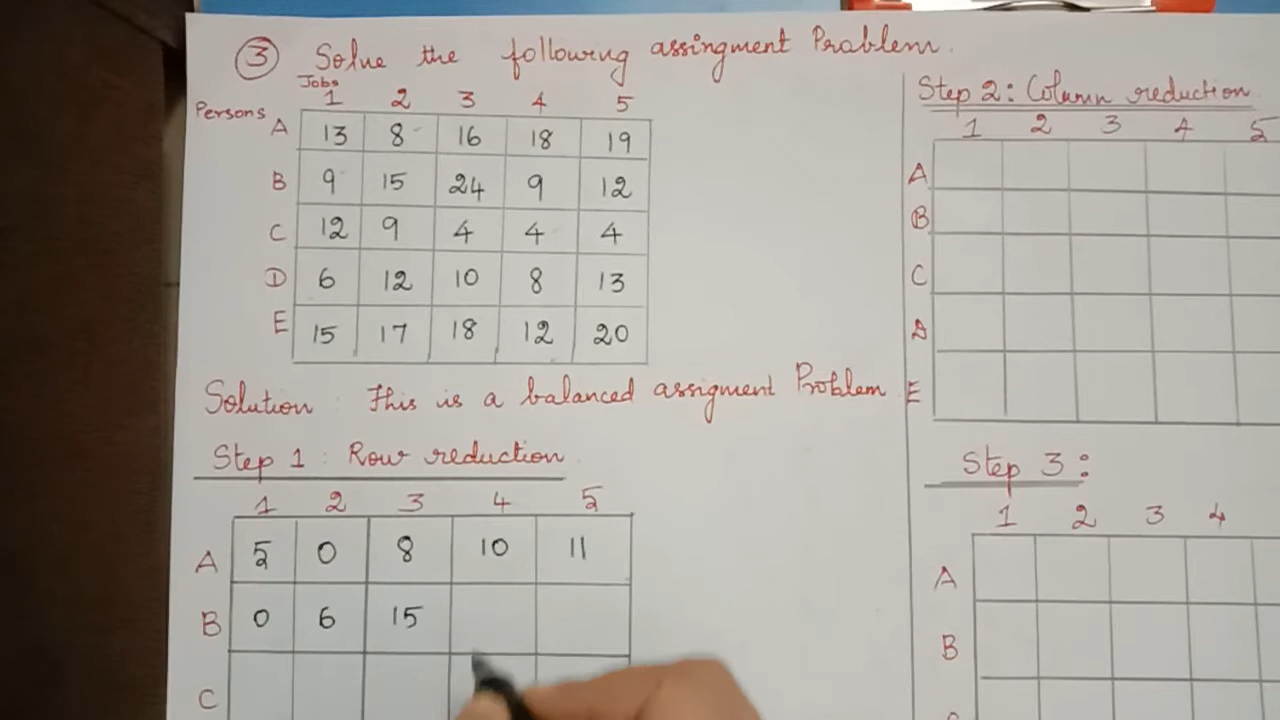 3 Solve the following assingment Problem.
Jobs
Persons 1 2 3 4 5
A 13 8 16 18 19
B 9 15 24 9 12
C 12 9 4 4 4
D 6 12 10 8 13
E 15 17 18 12 20
Solution : This is a balanced assigment Problem
Step 1 : Row reduction
1 2 3 4 5
A 5 0 8 10 11
B 0 6 15
C
Step 2: Column reduction
1 2 3 4 5
A
B
C
D
E
Step 3:
1 2 3 4
A
B